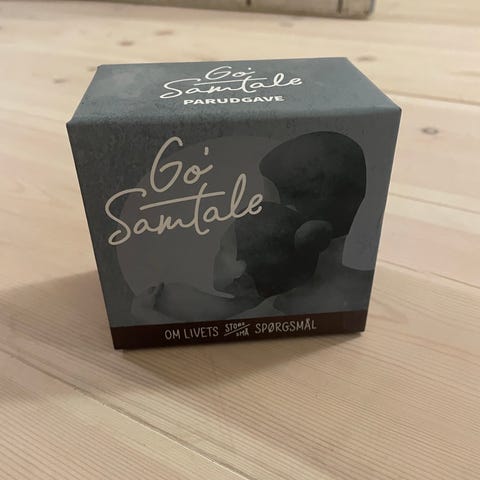 Go'
Samtale
PARUDGAVE
Go'
Samtale
OM LIVETS STORE/SMÅ SPØRGSMÅL